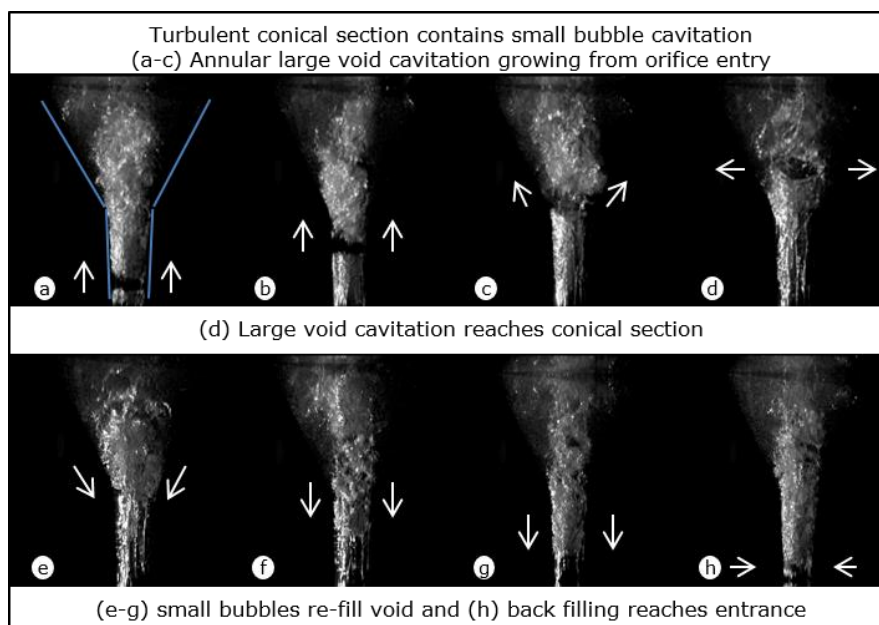 Turbulent conical section contains small bubble cavitation
(a-c) Annular large void cavitation growing from orifice entry
a
b
c
d
(d) Large void cavitation reaches conical section
e
f
g
h
(e-g) small bubbles re-fill void and (h) back filling reaches entrance